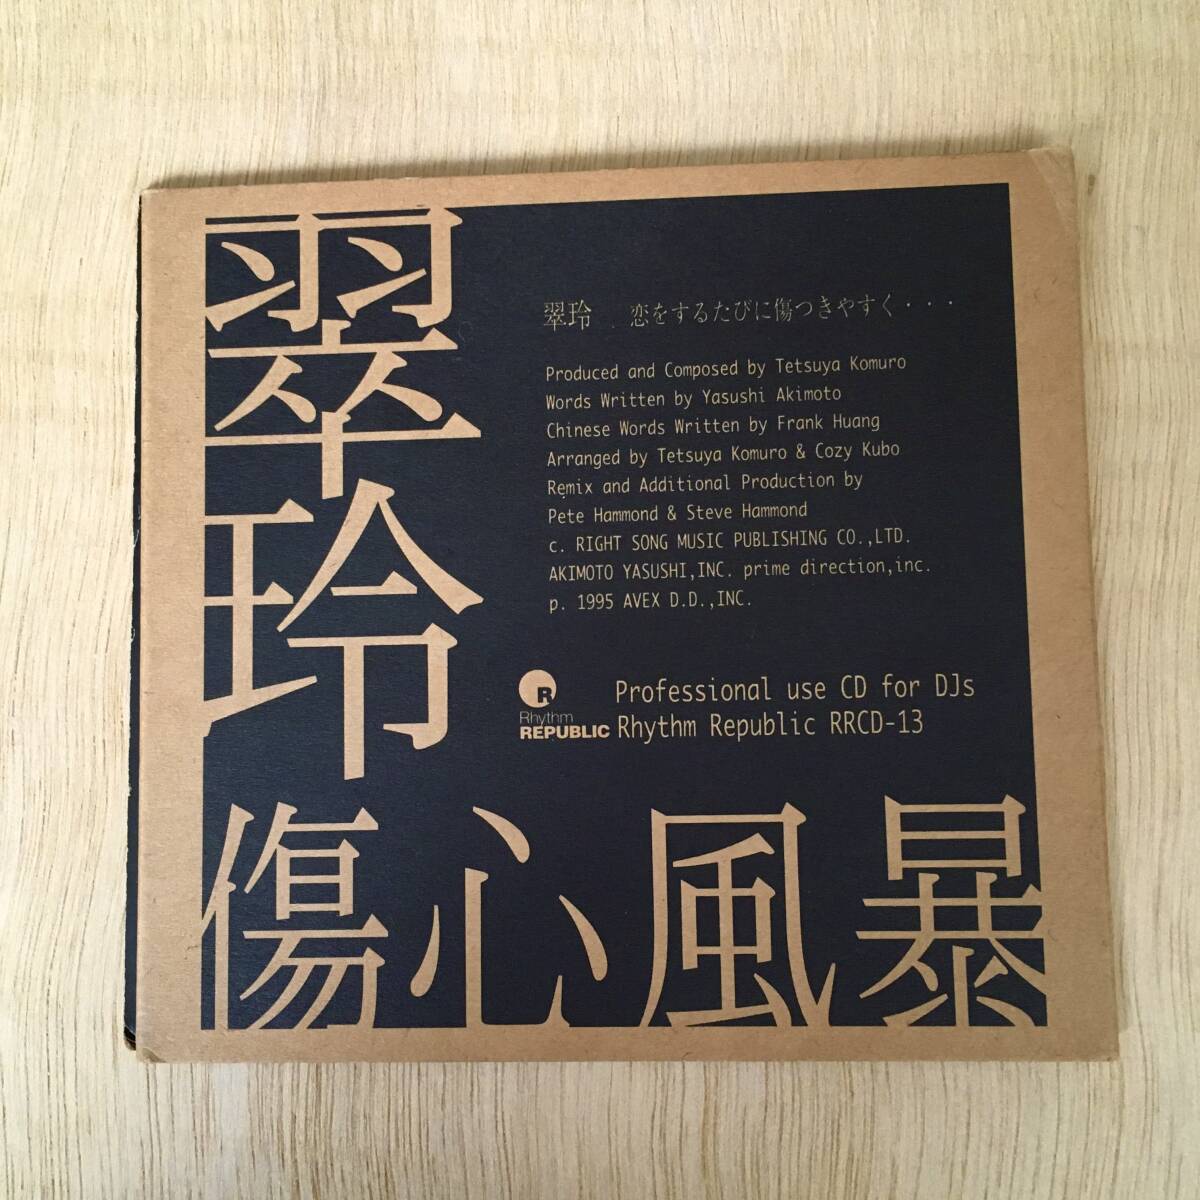 翠玲
翠玲 恋をするたびに傷つきやすく・・・
Produced and Composed by Tetsuya Komuro
Words Written by Yasushi Akimoto
Chinese Words Written by Frank Huang
Arranged by Tetsuya Komuro & Cozy Kubo
Remix and Additional Production by
Pete Hammond & Steve Hammond
c. RIGHT SONG MUSIC PUBLISHING CO.,LTD.
AKIMOTO YASUSHI,INC. prime direction,inc.
p. 1995 AVEX D.D.,INC.
R
Rhythm
REPUBLIC
Professional use CD for DJs
Rhythm Republic RRCD-13
傷心風暴